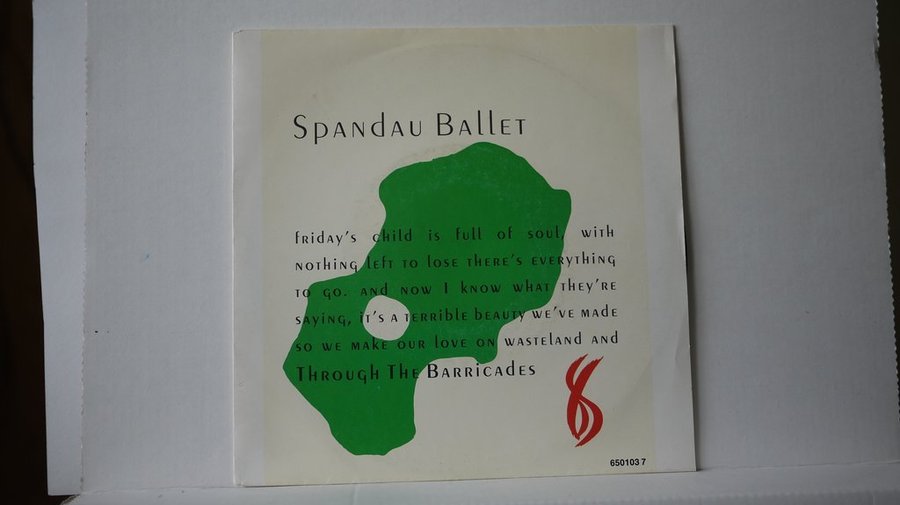 Spandau Ballet
friday's child is full of soul, with
nothing left to lose there's everything
to go. and now I know what they're
saying, it's a terrible beauty we've made
so we make our love on wasteland and
Through The Barricades
650103 7